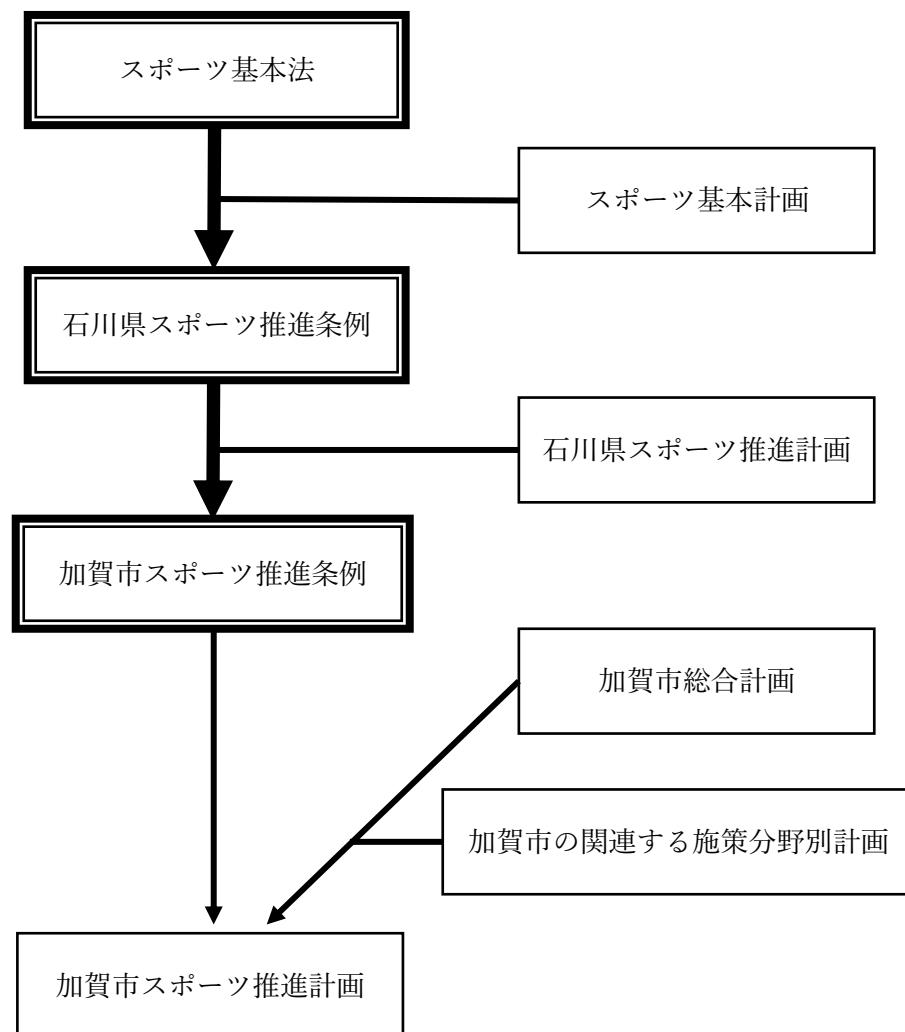 スポーツ基本法
スポーツ基本計画
石川県スポーツ推進条例
石川県スポーツ推進計画
加賀市スポーツ推進条例
加賀市総合計画
加賀市の関連する施策分野別計画
加賀市スポーツ推進計画